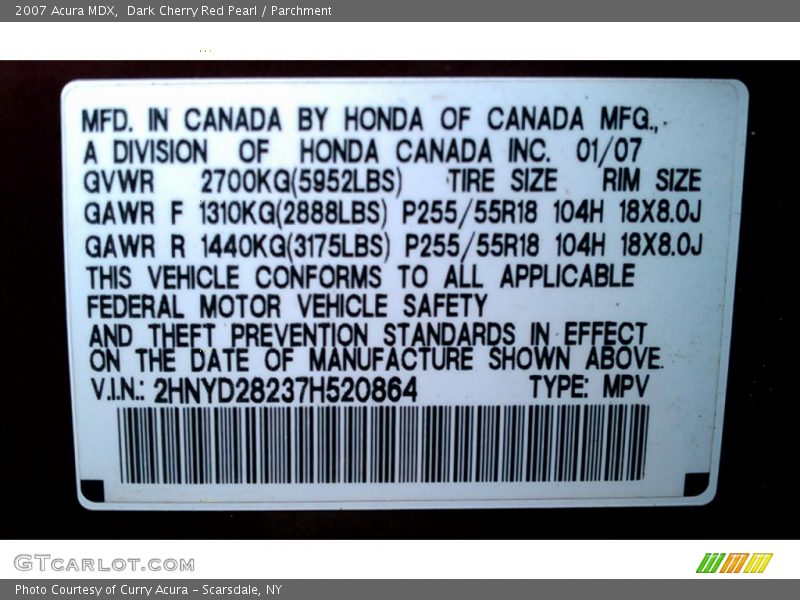 2007 Acura MDX,  Dark Cherry Red Pearl / Parchment
MFD. IN CANADA BY HONDA OF CANADA MFG.,
A DIVISION OF HONDA CANADA INC. 01/07
GVWR 2700KG(5952LBS) TIRE SIZE RIM SIZE
GAWR F 1310KG(2888LBS) P255/55R18 104H 18X8.0J
GAWR R 1440KG(3175LBS) P255/55R18 104H 18X8.0J
THIS VEHICLE CONFORMS TO ALL APPLICABLE
FEDERAL MOTOR VEHICLE SAFETY
AND THEFT PREVENTION STANDARDS IN EFFECT
ON THE DATE OF MANUFACTURE SHOWN ABOVE.
V.I.N.: 2HNYD28237H520864 TYPE: MPV
GTCARLOT.COM
Photo Courtesy of Curry Acura - Scarsdale, NY